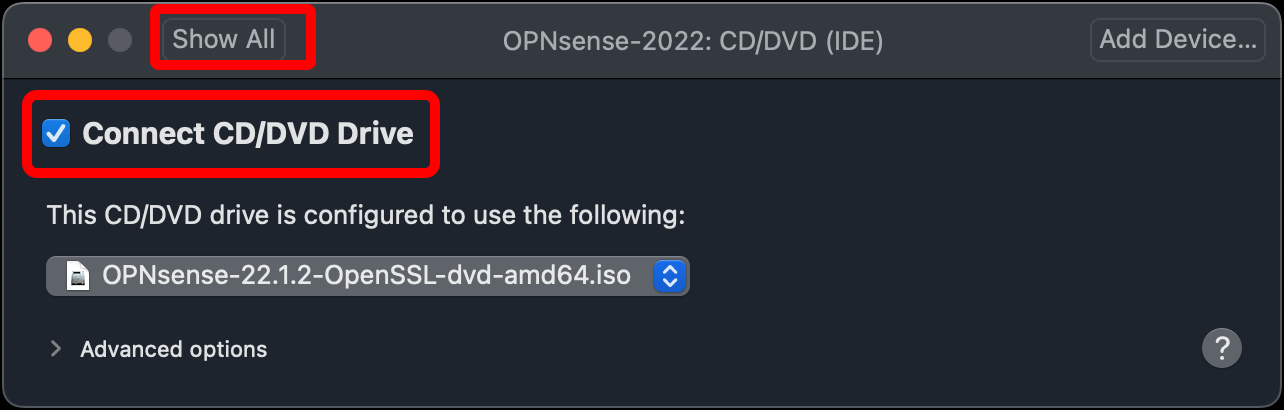 Show All
OPNsense-2022: CD/DVD (IDE)
Add Device...
Connect CD/DVD Drive
This CD/DVD drive is configured to use the following:
OPNsense-22.1.2-OpenSSL-dvd-amd64.iso
Advanced options
?